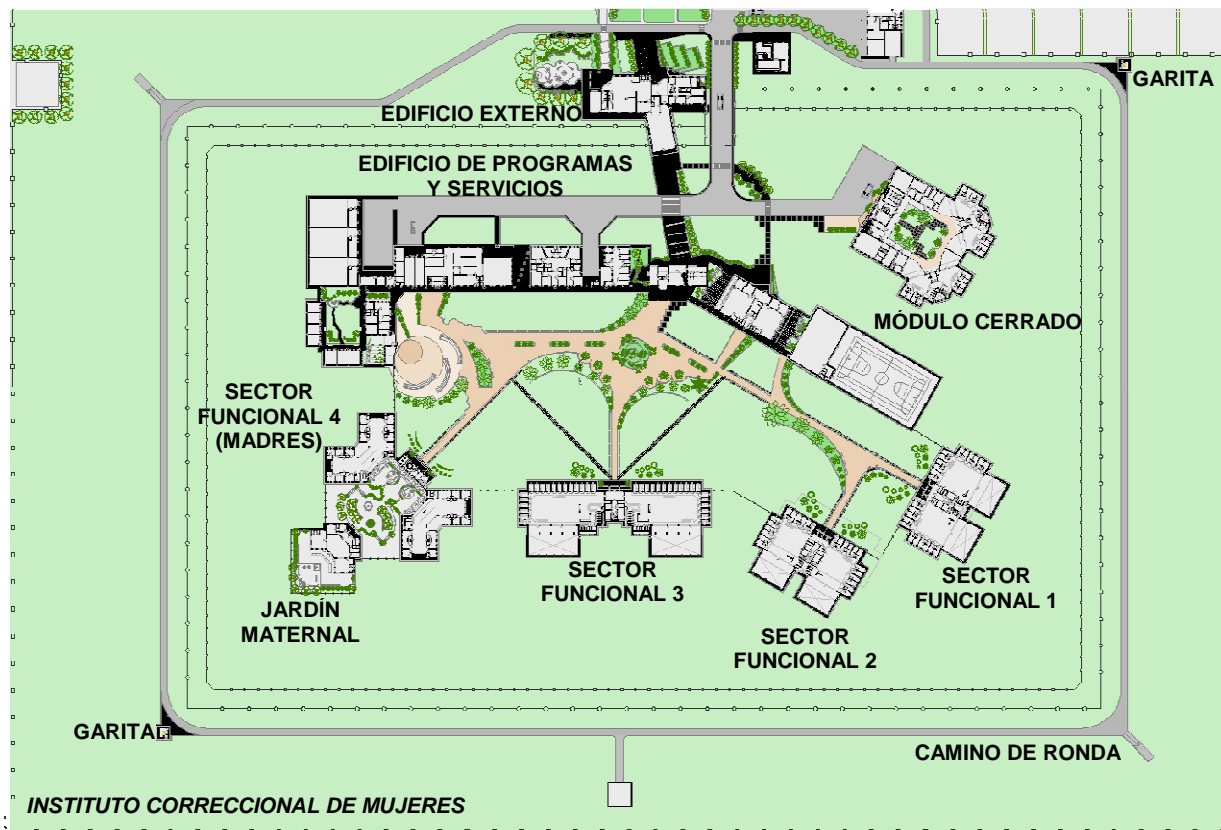 GARITA
EDIFICIO EXTERNO
EDIFICIO DE PROGRAMAS
Y SERVICIOS
MÓDULO CERRADO
SECTOR
FUNCIONAL 4
(MADRES)
SECTOR
FUNCIONAL 3
SECTOR
FUNCIONAL 1
JARDÍN
MATERNAL
SECTOR
FUNCIONAL 2
GARITA
CAMINO DE RONDA
INSTITUTO CORRECCIONAL DE MUJERES